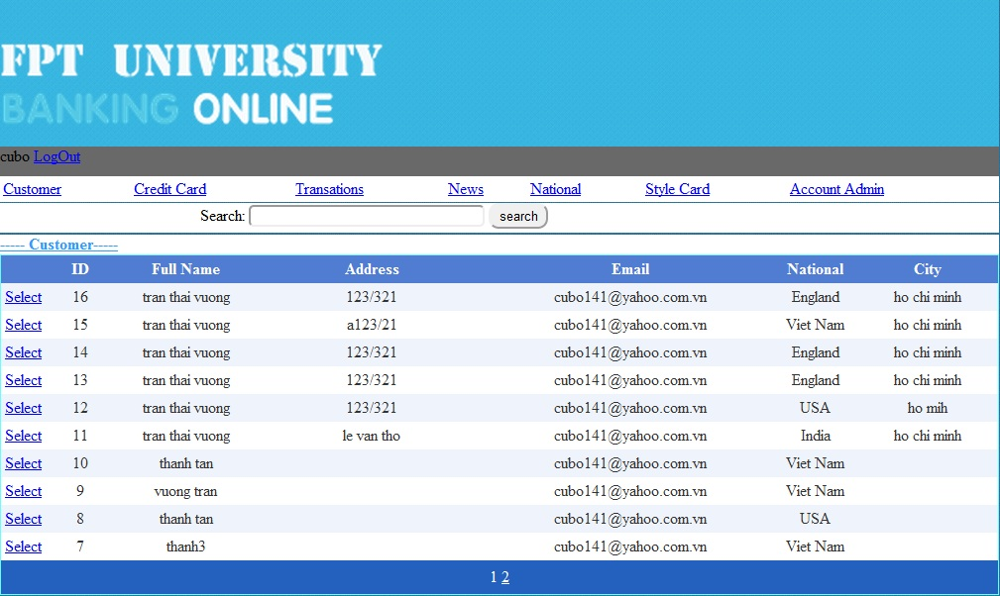 FPT UNIVERSITY
BANKING ONLINE
cubo LogOut
Customer Credit Card Transations News National Style Card Account Admin
Search: search
----- Customer-----
ID Full Name Address Email National City
Select 16 tran thai vuong 123/321 cubo141@yahoo.com.vn England ho chi minh
Select 15 tran thai vuong a123/21 cubo141@yahoo.com.vn Viet Nam ho chi minh
Select 14 tran thai vuong 123/321 cubo141@yahoo.com.vn England ho chi minh
Select 13 tran thai vuong 123/321 cubo141@yahoo.com.vn England ho chi minh
Select 12 tran thai vuong 123/321 cubo141@yahoo.com.vn USA ho mih
Select 11 tran thai vuong le van tho cubo141@yahoo.com.vn India ho chi minh
Select 10 thanh tan cubo141@yahoo.com.vn Viet Nam
Select 9 vuong tran cubo141@yahoo.com.vn Viet Nam
Select 8 thanh tan cubo141@yahoo.com.vn USA
Select 7 thanh3 cubo141@yahoo.com.vn Viet Nam
1 2